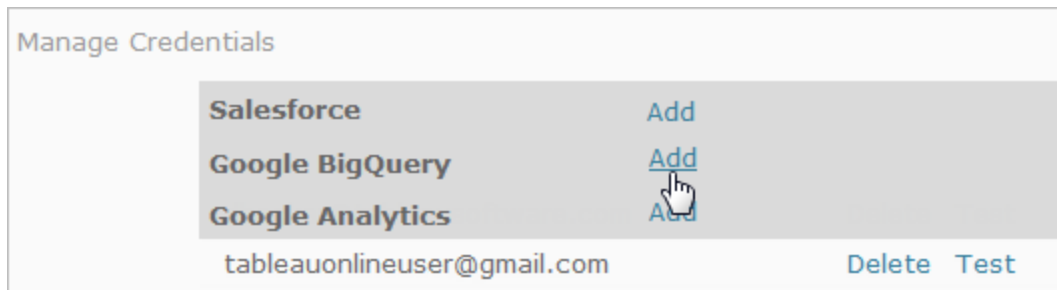 Manage Credentials
Salesforce Add
Google BigQuery Add
Google Analytics Add
tableauonlineuser@gmail.com Delete Test